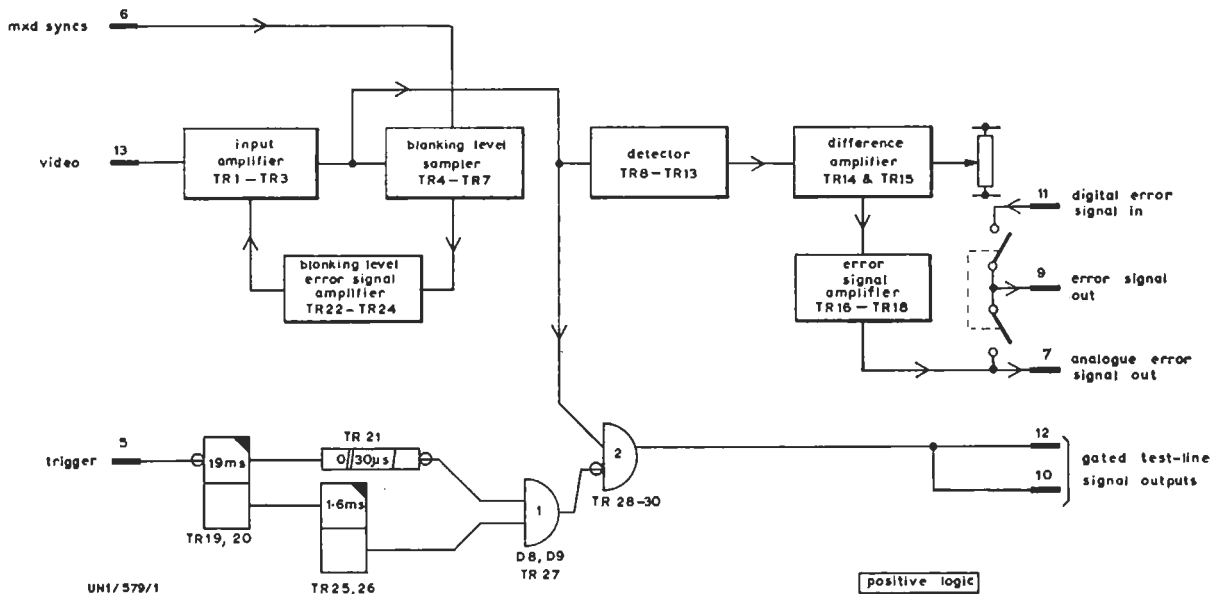 6
mxd syncs
13
video
input
amplifier
TR1-TR3
blanking level
sampler
TR4-TR7
detector
TR8-TR13
difference
amplifier
TR14 & TR15
11
digital error
signal in
blanking level
error signal
amplifier
TR22-TR24
error
signal
amplifier
TR16-TR18
9
error signal
out
7
analogue error
signal out
5
trigger
19ms
TR 21
0//30µs/
1·6ms
TR19, 20
TR25,26
1
D8, D9
TR 27
2
TR 28-30
12
10
gated test-line
signal outputs
UN1/579/1
positive logic